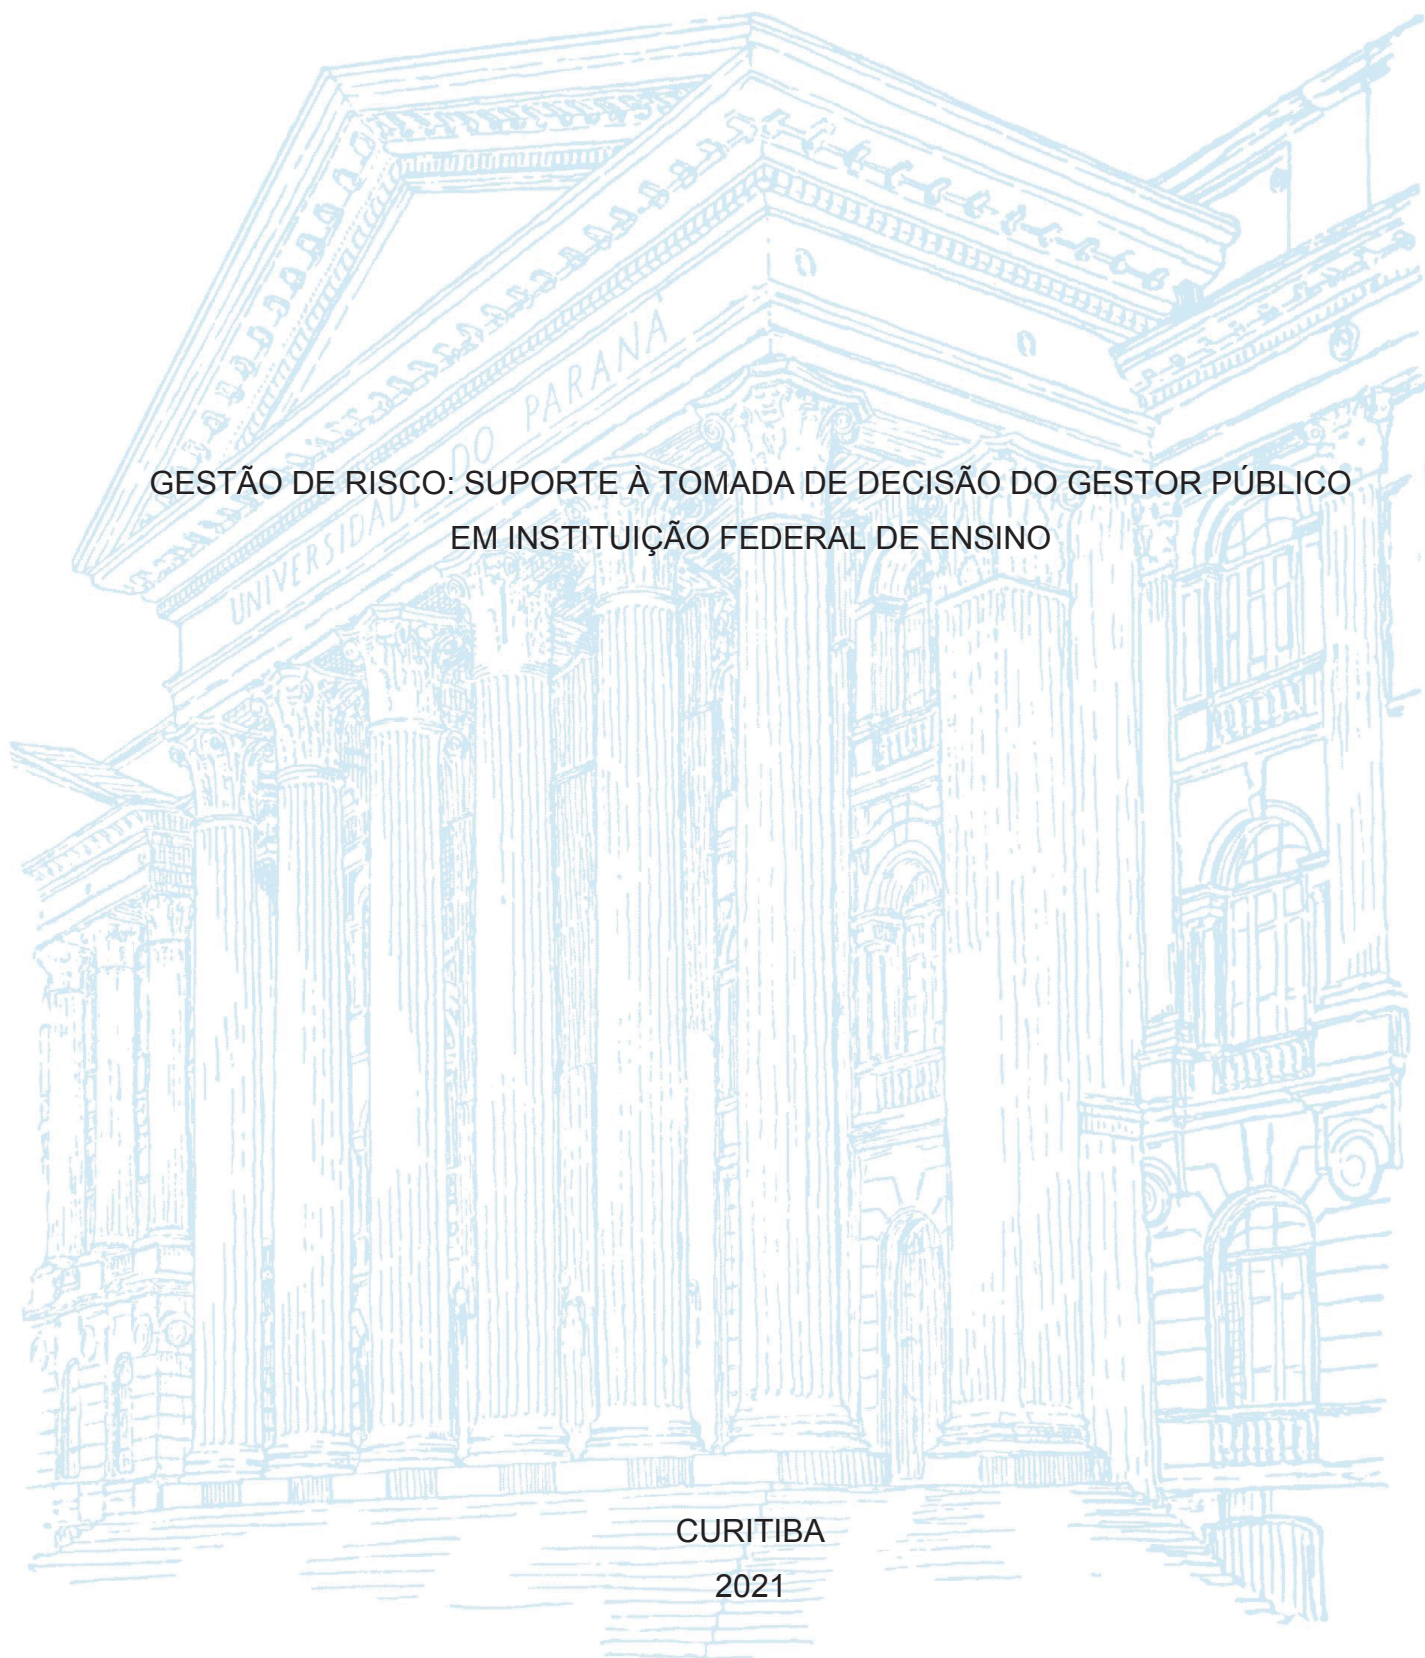 UNIVERSIDADE DO PARANÁ
GESTÃO DE RISCO: SUPORTE À TOMADA DE DECISÃO DO GESTOR PÚBLICO
EM INSTITUIÇÃO FEDERAL DE ENSINO
CURITIBA
2021